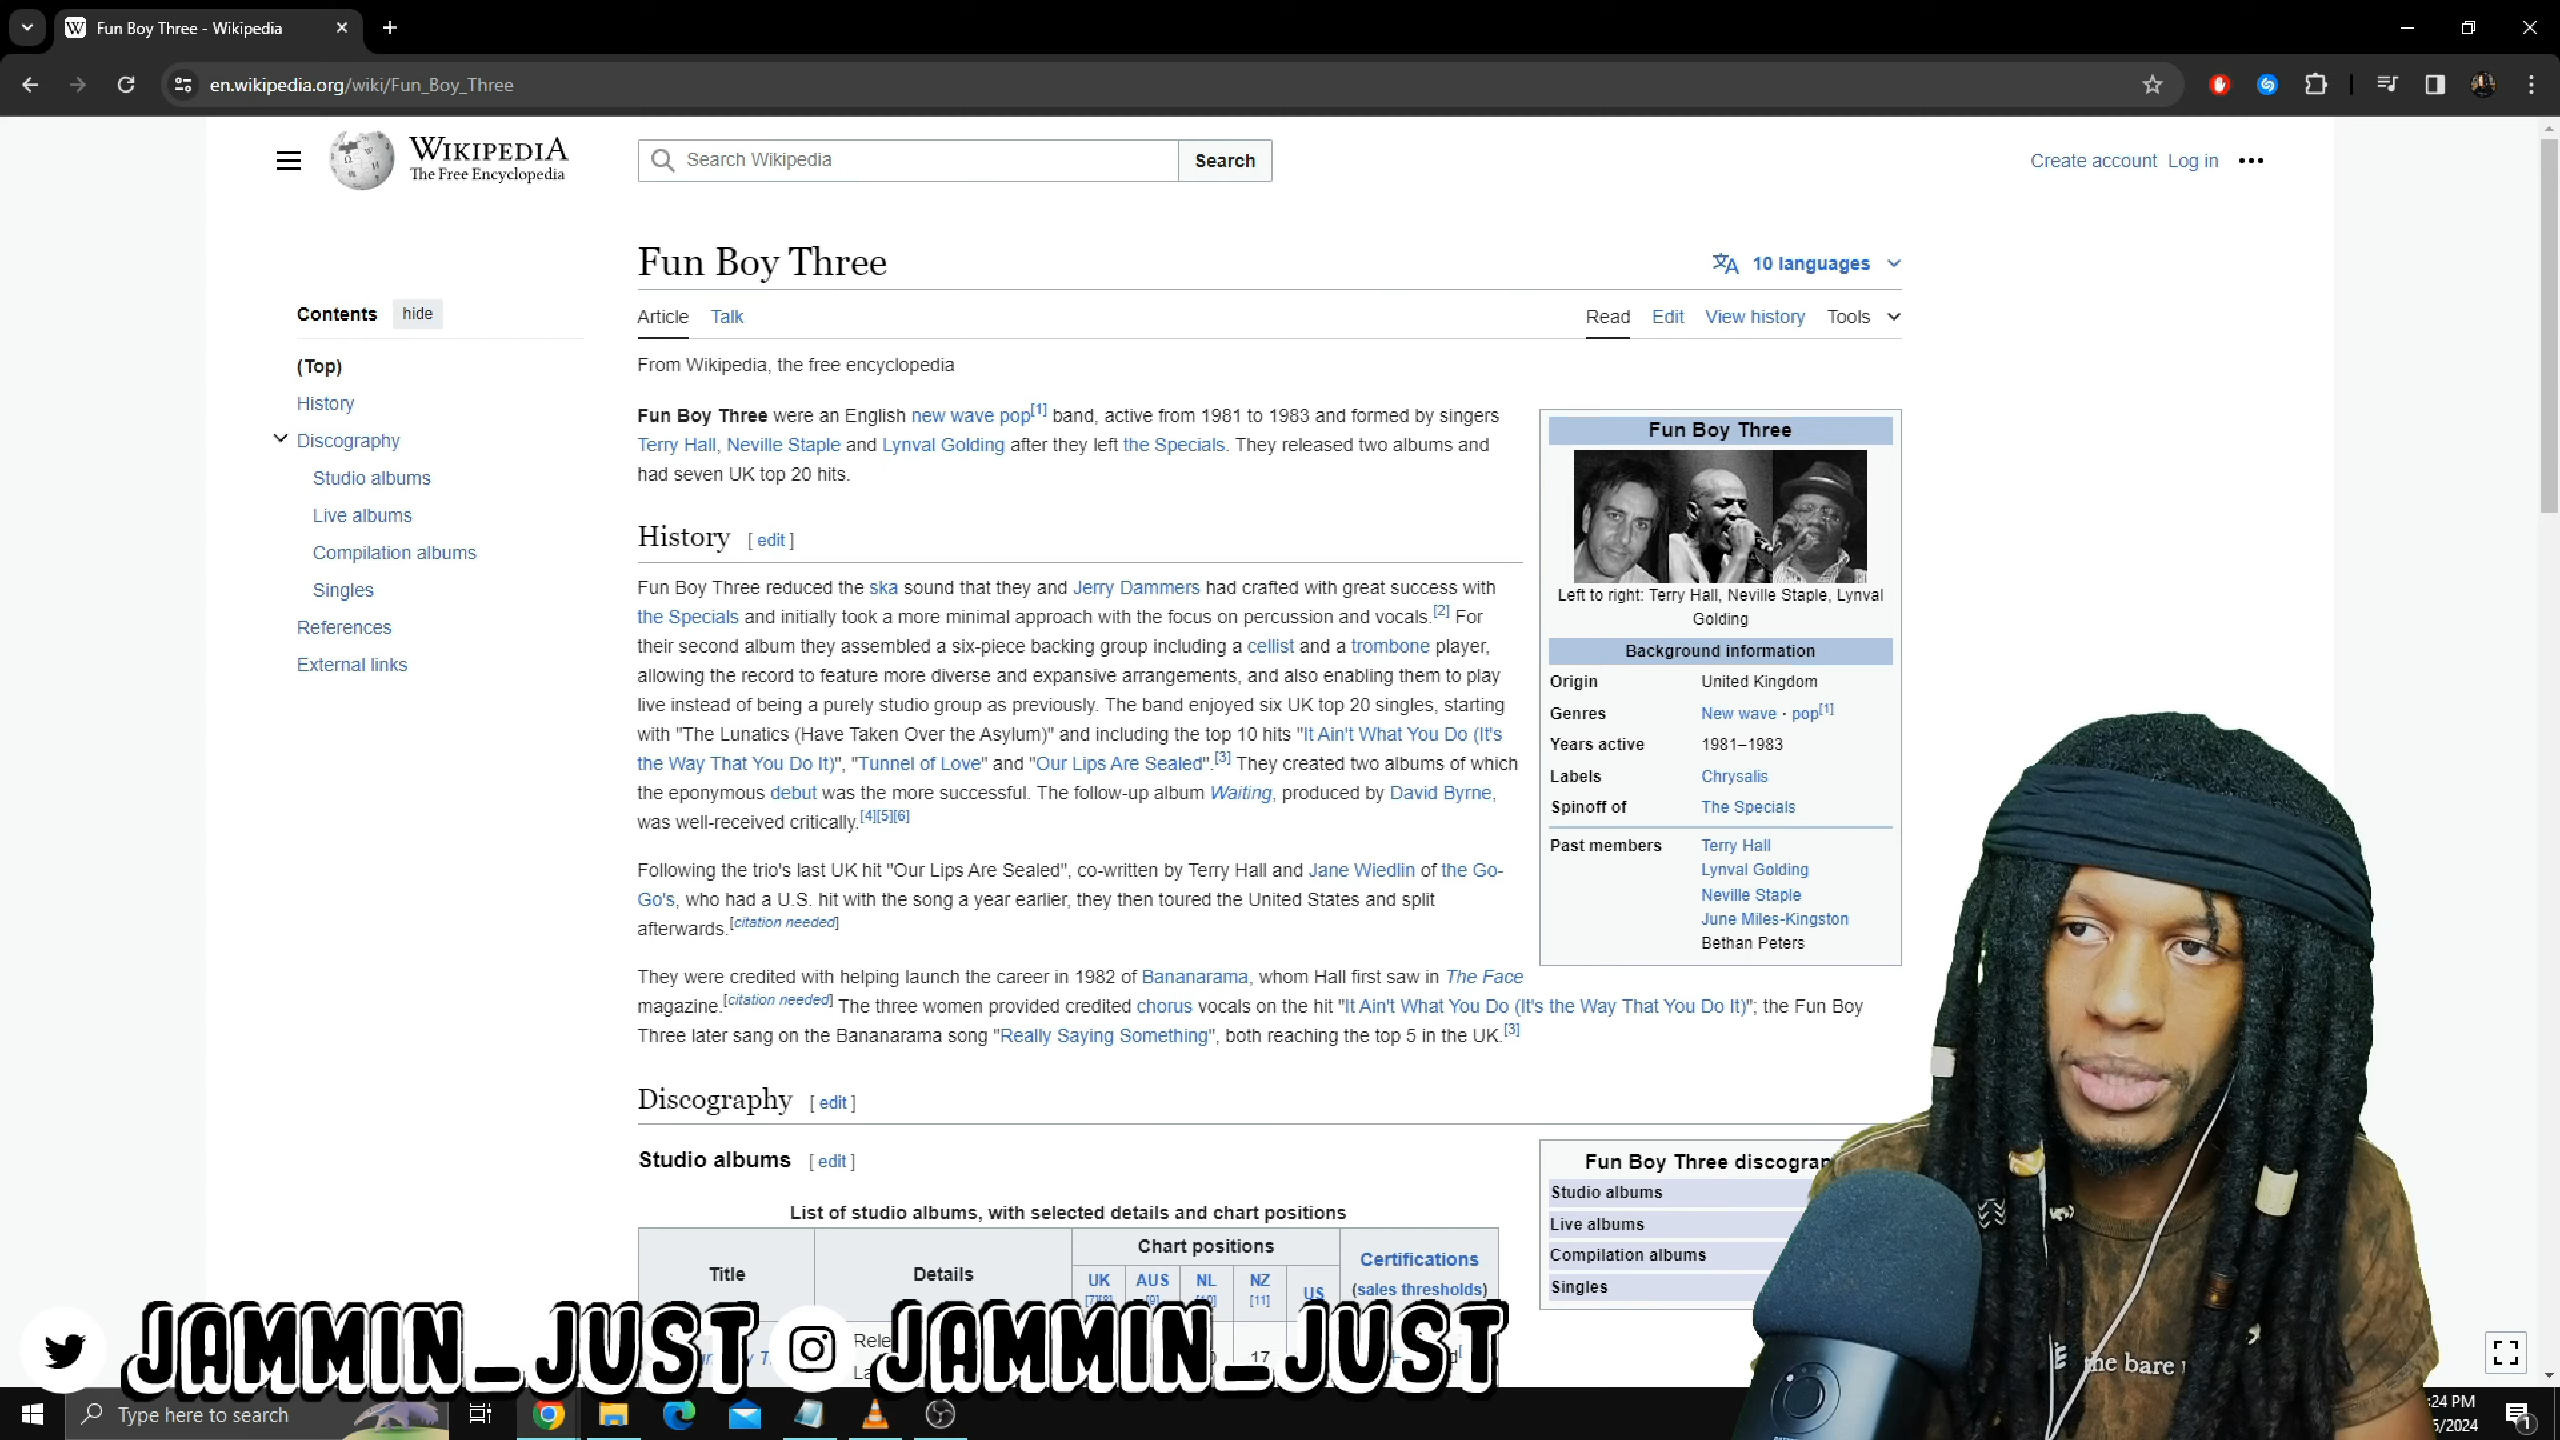 Fun Boy Three - Wikipedia
en.wikipedia.org/wiki/Fun_Boy_Three
WIKIPEDIA
The Free Encyclopedia
Search Wikipedia
Search
Create account Log in
Fun Boy Three
10 languages
Contents hide
Article Talk
Read Edit View history Tools
(Top)
History
Discography
Studio albums
Live albums
Compilation albums
Singles
References
External links
From Wikipedia, the free encyclopedia
Fun Boy Three were an English new wave pop[1] band, active from 1981 to 1983 and formed by singers
Terry Hall, Neville Staple and Lynval Golding after they left the Specials. They released two albums and
had seven UK top 20 hits.
History [ edit ]
Fun Boy Three reduced the ska sound that they and Jerry Dammers had crafted with great success with
the Specials and initially took a more minimal approach with the focus on percussion and vocals.[2] For
their second album they assembled a six-piece backing group including a cellist and a trombone player,
allowing the record to feature more diverse and expansive arrangements, and also enabling them to play
live instead of being a purely studio group as previously. The band enjoyed six UK top 20 singles, starting
with "The Lunatics (Have Taken Over the Asylum)" and including the top 10 hits "It Ain't What You Do (It's
the Way That You Do It)", "Tunnel of Love" and "Our Lips Are Sealed".[3] They created two albums of which
the eponymous debut was the more successful. The follow-up album Waiting, produced by David Byrne,
was well-received critically.[4][5][6]
Following the trio's last UK hit "Our Lips Are Sealed", co-written by Terry Hall and Jane Wiedlin of the Go-
Go's, who had a U.S. hit with the song a year earlier, they then toured the United States and split
afterwards.[citation needed]
They were credited with helping launch the career in 1982 of Bananarama, whom Hall first saw in The Face
magazine.[citation needed] The three women provided credited chorus vocals on the hit "It Ain't What You Do (It's the Way That You Do It)"; the Fun Boy
Three later sang on the Bananarama song "Really Saying Something", both reaching the top 5 in the UK.[3]
Fun Boy Three
Left to right: Terry Hall, Neville Staple, Lynval
Golding
Background information
Origin United Kingdom
Genres New wave · pop[1]
Years active 1981–1983
Labels Chrysalis
Spinoff of The Specials
Past members Terry Hall
Lynval Golding
Neville Staple
June Miles-Kingston
Bethan Peters
Discography [ edit ]
Studio albums [ edit ]
List of studio albums, with selected details and chart positions
Title
Details
Chart positions
Certifications
(sales thresholds)
UK AUS NL NZ US
[7][8] [9] [10] [11]
Rele
17
Fun Boy Three discogra
Studio albums
Live albums
Compilation albums
Singles
JAMMIN_JUST
JAMMIN_JUST
the bare
Type here to search
:24 PM
5/2024
1